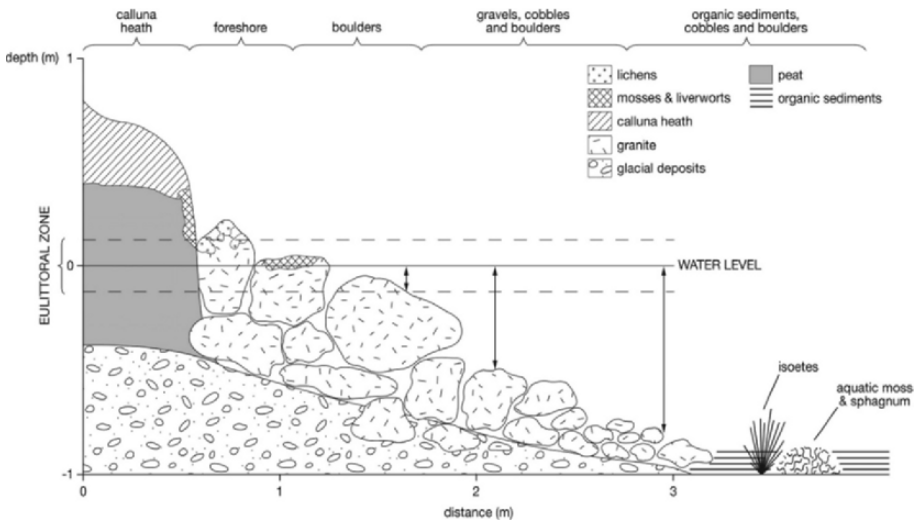 calluna
heath
foreshore
boulders
gravels, cobbles
and boulders
organic sediments,
cobbles and boulders
depth (m)
1
lichens
mosses & liverworts
calluna heath
granite
glacial deposits
peat
organic sediments
EULITTORAL ZONE
0
WATER LEVEL
isoetes
aquatic moss
& sphagnum
-1
0
1
2
3
distance (m)